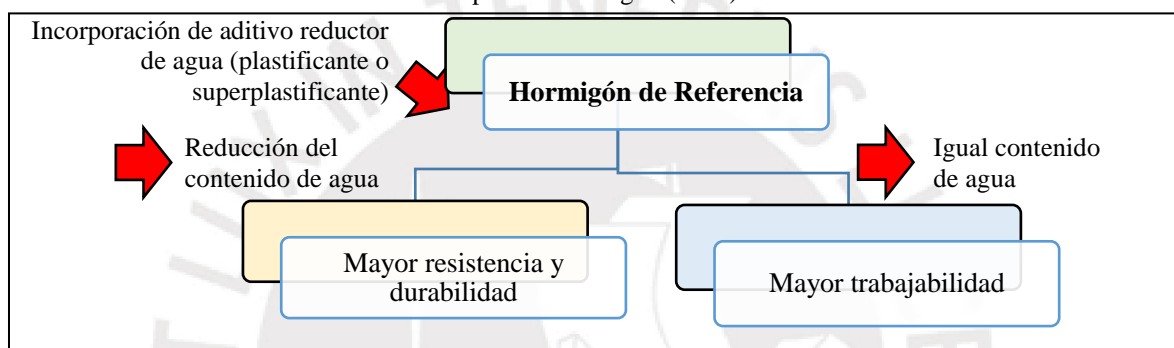 Incorporación de aditivo reductor
de agua (plastificante o
superplastificante)
Hormigón de Referencia
Reducción del
contenido de agua
Igual contenido
de agua
Mayor resistencia y
durabilidad
Mayor trabajabilidad